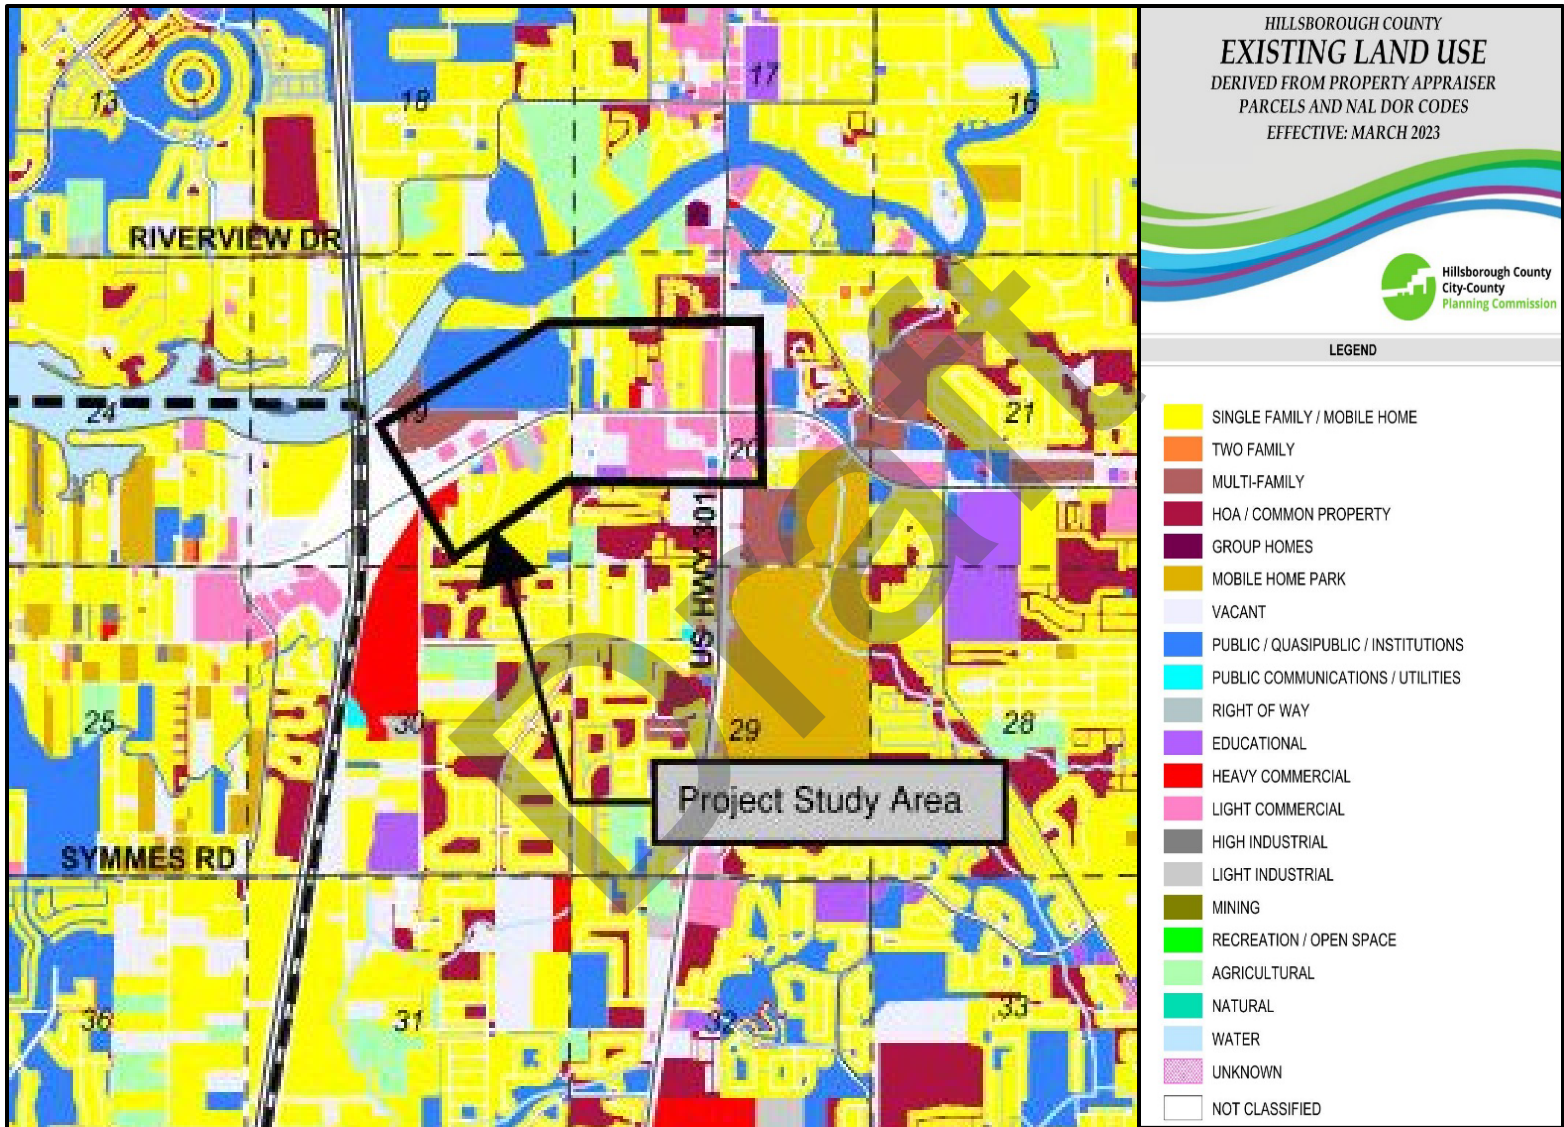 13
18
17
16
RIVERVIEW DR
24
19
20
21
US HWY 301
25
30
29
28
Project Study Area
SYMMES RD
36
31
32
33
Draft
HILLSBOROUGH COUNTY
EXISTING LAND USE
DERIVED FROM PROPERTY APPRAISER
PARCELS AND NAL DOR CODES
EFFECTIVE: MARCH 2023
Hillsborough County
City-County
Planning Commission
LEGEND
SINGLE FAMILY / MOBILE HOME
TWO FAMILY
MULTI-FAMILY
HOA / COMMON PROPERTY
GROUP HOMES
MOBILE HOME PARK
VACANT
PUBLIC / QUASIPUBLIC / INSTITUTIONS
PUBLIC COMMUNICATIONS / UTILITIES
RIGHT OF WAY
EDUCATIONAL
HEAVY COMMERCIAL
LIGHT COMMERCIAL
HIGH INDUSTRIAL
LIGHT INDUSTRIAL
MINING
RECREATION / OPEN SPACE
AGRICULTURAL
NATURAL
WATER
UNKNOWN
NOT CLASSIFIED